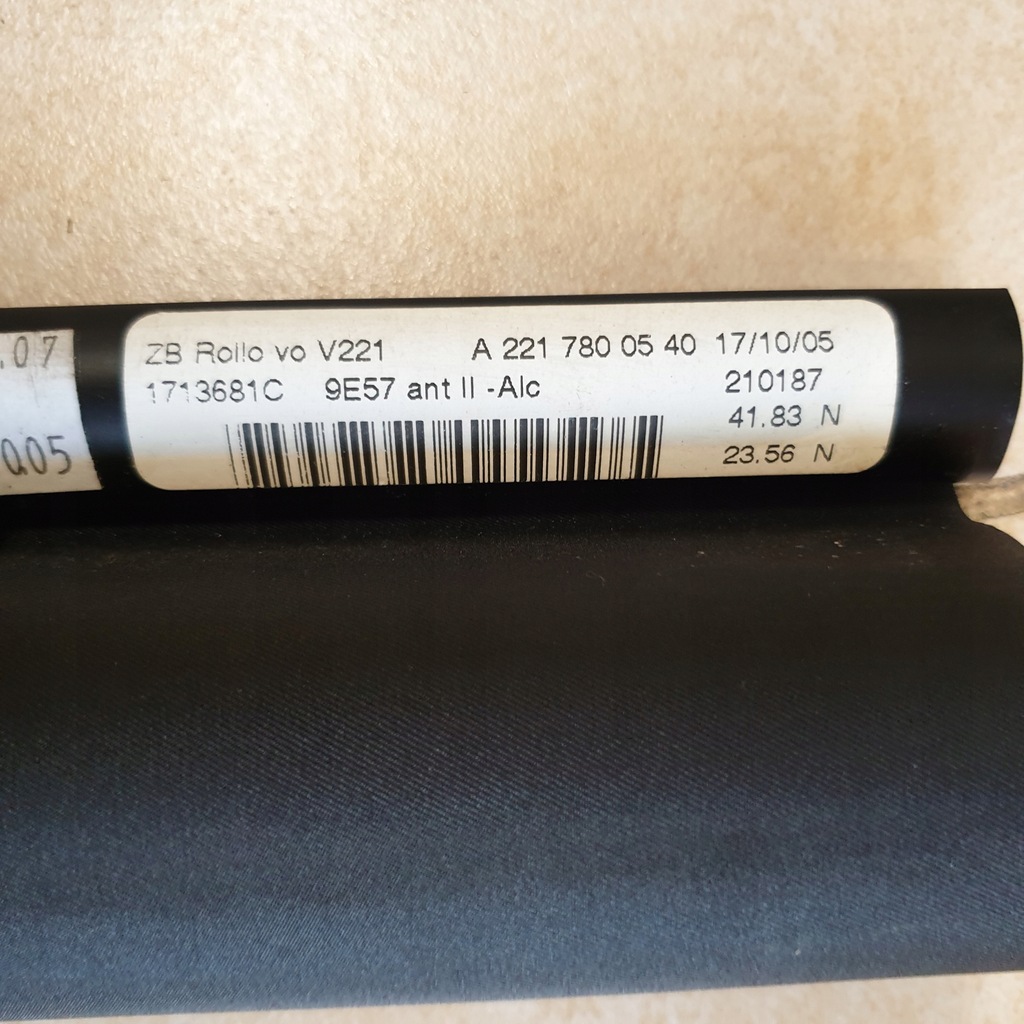 .07
005
ZB Rollo vo V221 A 221 780 05 40 17/10/05
1713681C 9E57 ant II -Alc 210187
41.83 N
23.56 N